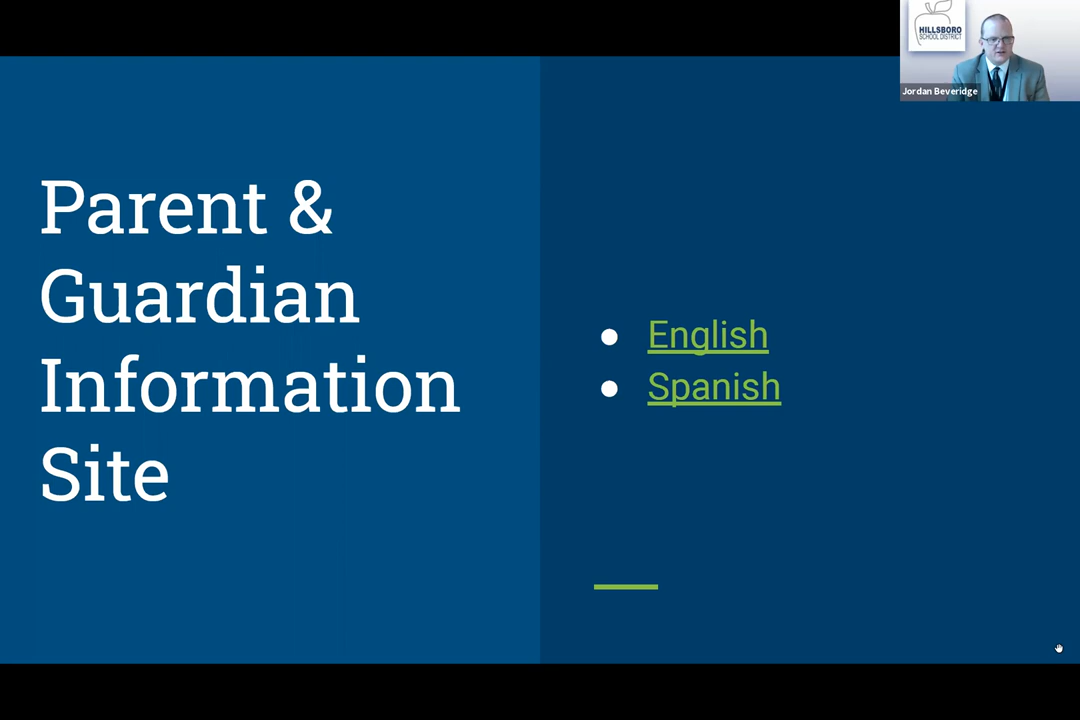 HILLSBORO
SCHOOL DISTRICT
Jordan Beveridge
Parent &
Guardian
Information
Site
● English
● Spanish